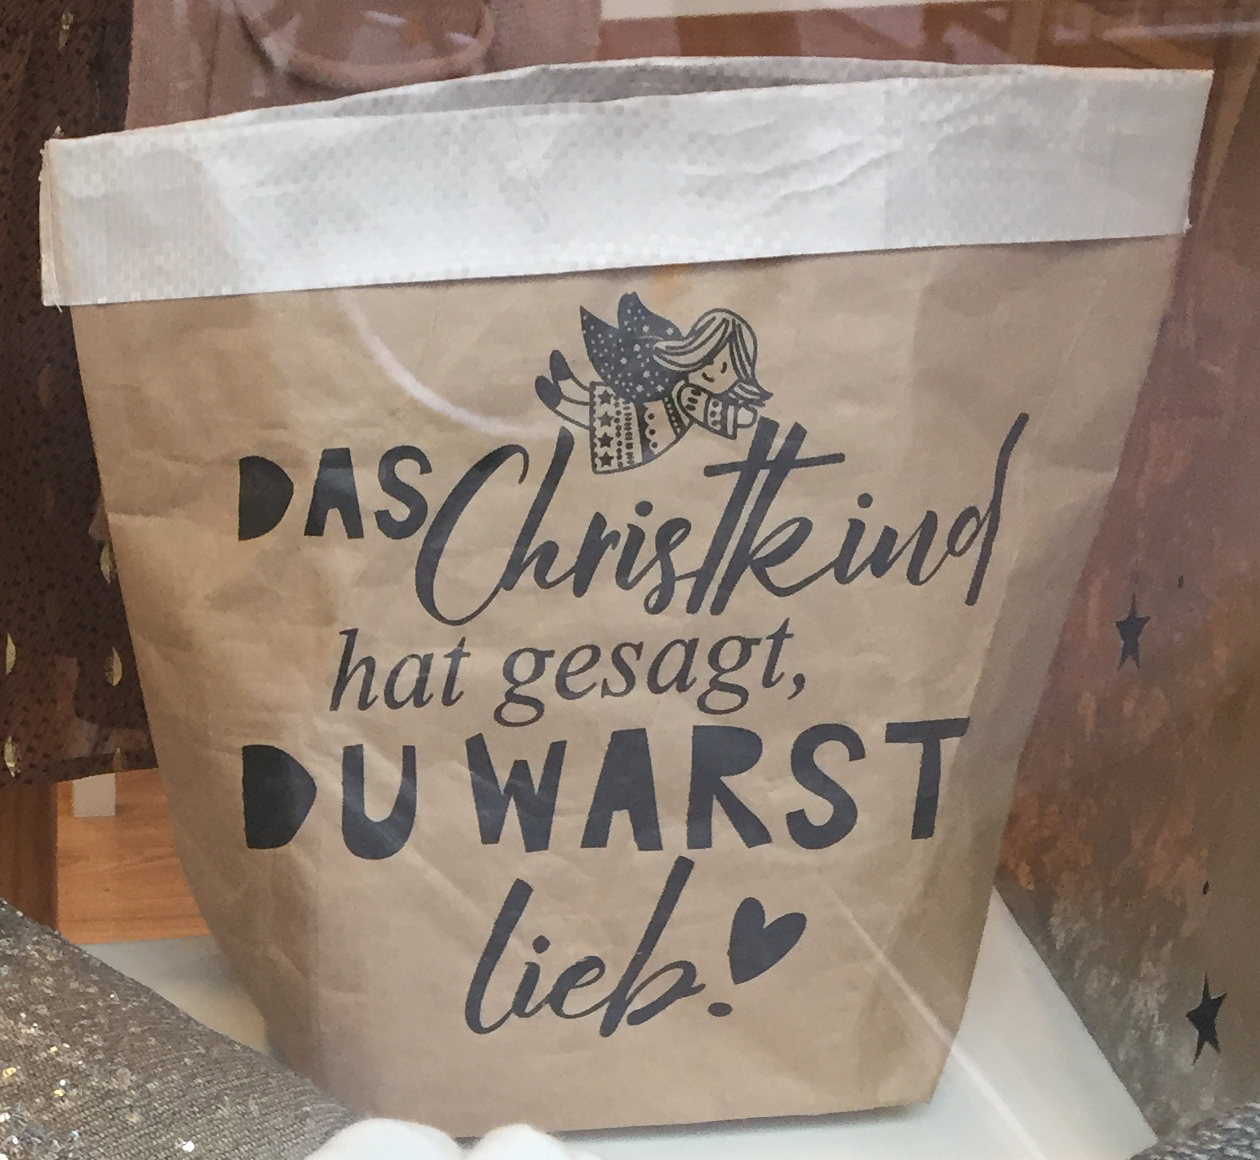 DAS Christkind
hat gesagt,
DU WARST
lieb.